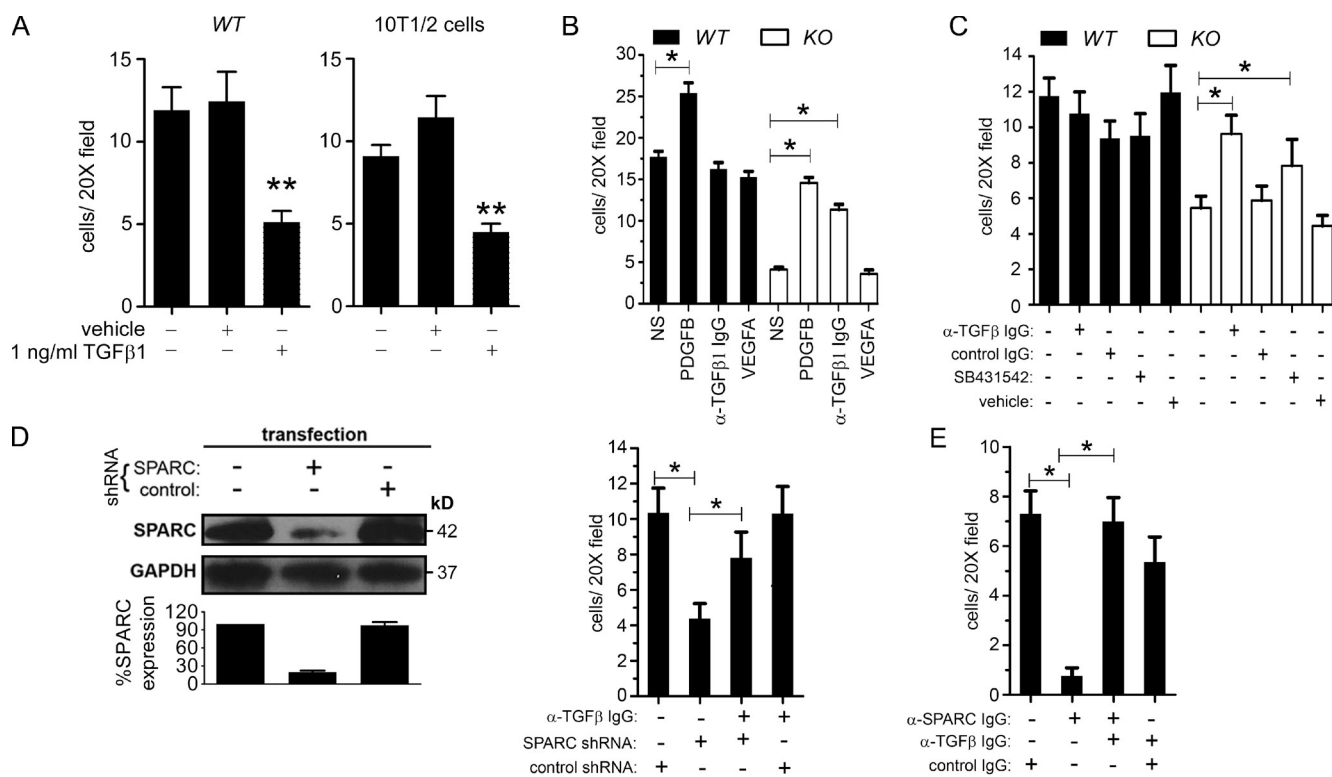 A
WT
10T1/2 cells
cells/ 20X field
15
10
5
0
15
10
5
0
** **
vehicle – + – – + –
1 ng/ml TGFβ1 – – + – – +
B
WT KO
cells/ 20X field
30
25
20
15
10
5
0
* * *
NS PDGFB α-TGFβ1 IgG VEGFA NS PDGFB α-TGFβ1 IgG VEGFA
C
WT KO
cells/ 20X field
14
12
10
8
6
4
2
0
* *
α-TGFβ IgG: - + - - - - + - - -
control IgG: - - + - - - - + - -
SB431542: - - - + - - - - + -
vehicle: - - - - + - - - - +
D
transfection
shRNA {
SPARC: - + -
control: - - +
kD
SPARC 42
GAPDH 37
%SPARC expression
120
90
60
30
0
cells/ 20X field
14
12
10
8
6
4
2
0
* *
α-TGFβ IgG: - - + +
SPARC shRNA: - + + -
control shRNA: - - - +
E
cells/ 20X field
10
8
6
4
2
0
* *
α-SPARC IgG: - + + -
α-TGFβ IgG: - - + +
control IgG: + - - +